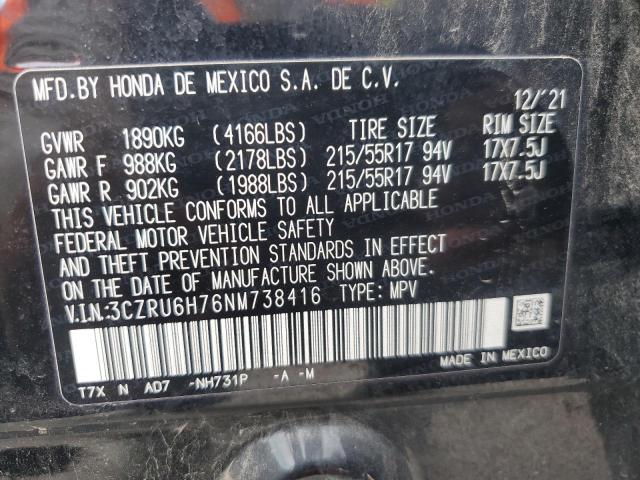 MFD.BY HONDA DE MEXICO S.A. DE C.V.
12/'21
GVWR 1890KG (4166LBS) TIRE SIZE RIM SIZE
GAWR F 988KG (2178LBS) 215/55R17 94V 17X7.5J
GAWR R 902KG (1988LBS) 215/55R17 94V 17X7.5J
THIS VEHICLE CONFORMS TO ALL APPLICABLE
FEDERAL MOTOR VEHICLE SAFETY
AND THEFT PREVENTION STANDARDS IN EFFECT
ON THE DATE OF MANUFACTURE SHOWN ABOVE.
V.I.N:3CZRU6H76NM738416 TYPE: MPV
MADE IN MEXICO
T7X N AD7 -NH731P -A -M